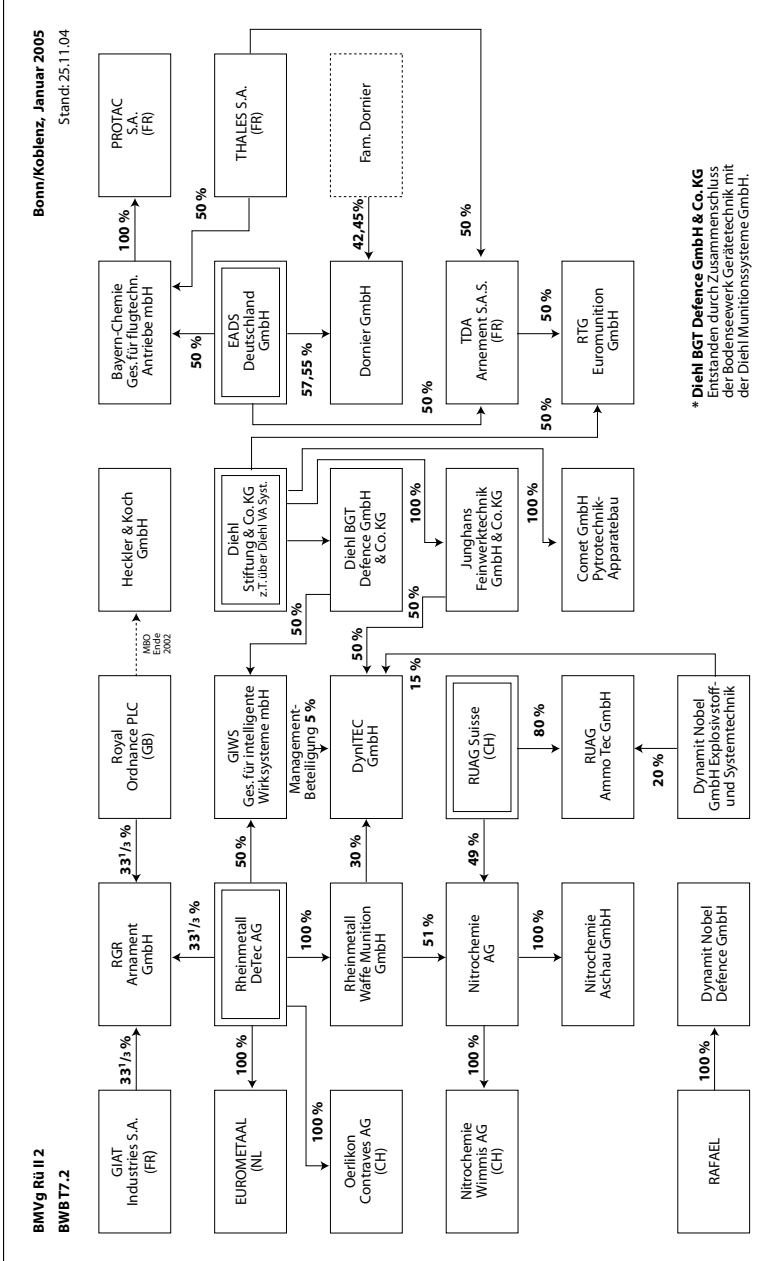 BMVg Rü II 2
BWB T7.2
Bonn/Koblenz, Januar 2005
Stand: 25.11.04
GIAT
Industries S.A.
(FR)
33 1/3 %
RGR
Arnament
GmbH
33 1/3 %
Royal
Ordnance PLC
(GB)
MBO
Ende
2002
Heckler & Koch
GmbH
Bayern-Chemie
Ges. für flugtechn.
Antriebe mbH
100 %
PROTAC
S.A.
(FR)
33 1/3 %
50 %
50 %
EUROMETAAL
(NL)
100 %
Rheinmetall
DeTec AG
50 %
GIWS
Ges. für intelligente
Wirksysteme mbH
Diehl
Stiftung & Co. KG
z.T. über Diehl VA Syst.
EADS
Deutschland
GmbH
THALES S.A.
(FR)
100 %
100 %
Management-
Beteiligung 5 %
50 %
57,55 %
Oerlikon
Contraves AG
(CH)
Rheinmetall
Waffe Munition
GmbH
30 %
DynITEC
GmbH
Diehl BGT
Defence GmbH
& Co. KG
Dornier GmbH
42,45%
Fam. Dornier
51 %
50 %
15 %
50 %
100 %
50 %
Nitrochemie
Wimmis AG
(CH)
100 %
Nitrochemie
AG
49 %
RUAG Suisse
(CH)
Junghans
Feinwerktechnik
GmbH & Co. KG
TDA
Arnement S.A.S.
(FR)
50 %
100 %
80 %
100 %
50 %
50 %
Nitrochemie
Aschau GmbH
RUAG
Ammo Tec GmbH
Comet GmbH
Pytrotechnik-
Apparatebau
RTG
Euromunition
GmbH
20 %
RAFAEL
100 %
Dynamit Nobel
Defence GmbH
Dynamit Nobel
GmbH Explosivstoff-
und Systemtechnik
* Diehl BGT Defence GmbH & Co. KG
Entstanden durch Zusammenschluss
der Bodenseewerk Gerätetechnik mit
der Diehl Munitionssysteme GmbH.